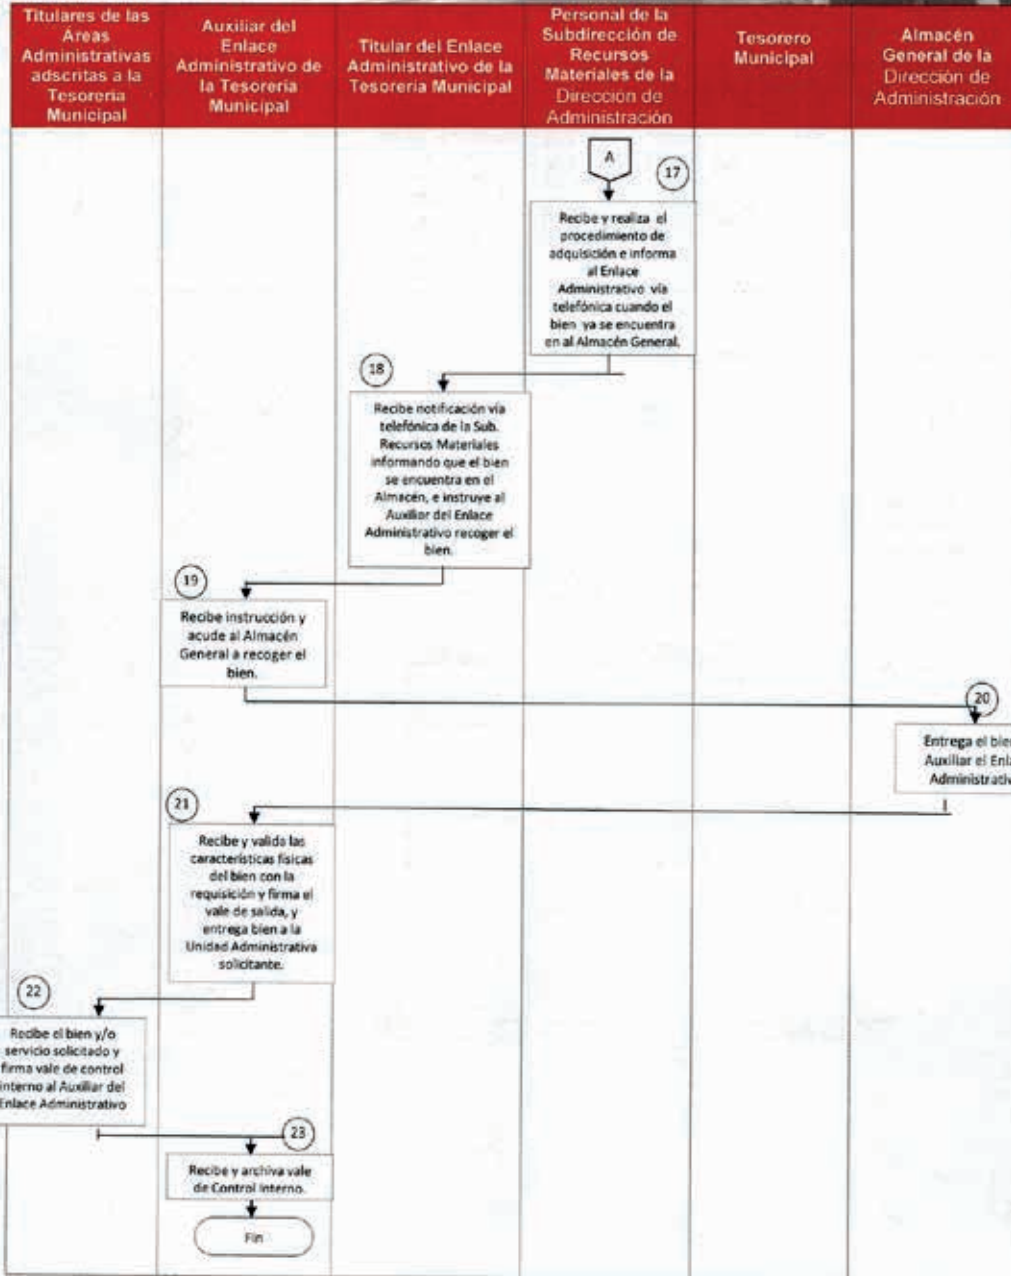 Titulares de las
Áreas
Administrativas
adscritas a la
Tesorería
Municipal
Auxiliar del
Enlace
Administrativo de
la Tesorería
Municipal
Titular del Enlace
Administrativo de la
Tesorería Municipal
Personal de la
Subdirección de
Recursos
Materiales de la
Dirección de
Administración
Tesorero
Municipal
Almacén
General de la
Dirección de
Administración
A
17
Recibe y realiza el
procedimiento de
adquisición e informa
al Enlace
Administrativo vía
telefónica cuando el
bien ya se encuentra
en al Almacén General.
18
Recibe notificación vía
telefónica de la Sub.
Recursos Materiales
informando que el bien
se encuentra en el
Almacén, e instruye al
Auxilior del Enlace
Administrativo recoger el
bien.
19
Recibe instrucción y
acude al Almacén
General a recoger el
bien.
20
Entrega el bie
Auxiliar el Enl
Administrativ
21
Recibe y valida las
características físicas
del bien con la
requisición y firma el
vale de salida, y
entrega bien a la
Unidad Administrativa
solicitante.
22
Recibe el bien y/o
servicio solicitado y
firma vale de control
interno al Auxiliar del
Enlace Administrativo
23
Recibe y archiva vale
de Control Interno.
Fin